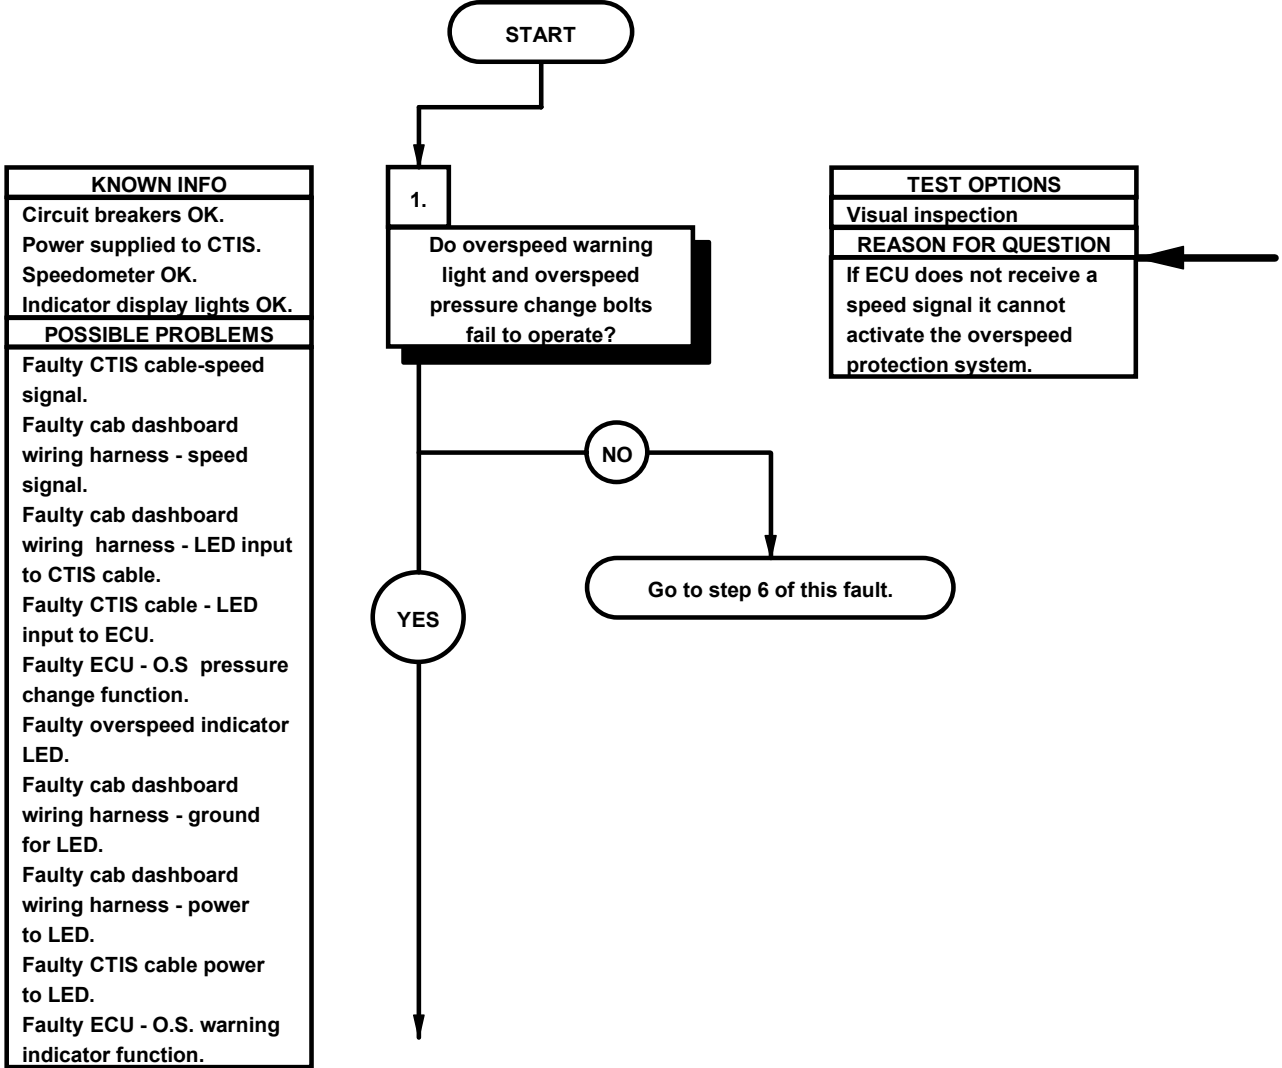 START
KNOWN INFO
Circuit breakers OK.
Power supplied to CTIS.
Speedometer OK.
Indicator display lights OK.
POSSIBLE PROBLEMS
Faulty CTIS cable-speed
signal.
Faulty cab dashboard
wiring harness - speed
signal.
Faulty cab dashboard
wiring harness - LED input
to CTIS cable.
Faulty CTIS cable - LED
input to ECU.
Faulty ECU - O.S pressure
change function.
Faulty overspeed indicator
LED.
Faulty cab dashboard
wiring harness - ground
for LED.
Faulty cab dashboard
wiring harness - power
to LED.
Faulty CTIS cable power
to LED.
Faulty ECU - O.S. warning
indicator function.
1.
Do overspeed warning
light and overspeed
pressure change bolts
fail to operate?
NO
Go to step 6 of this fault.
YES
TEST OPTIONS
Visual inspection
REASON FOR QUESTION
If ECU does not receive a
speed signal it cannot
activate the overspeed
protection system.